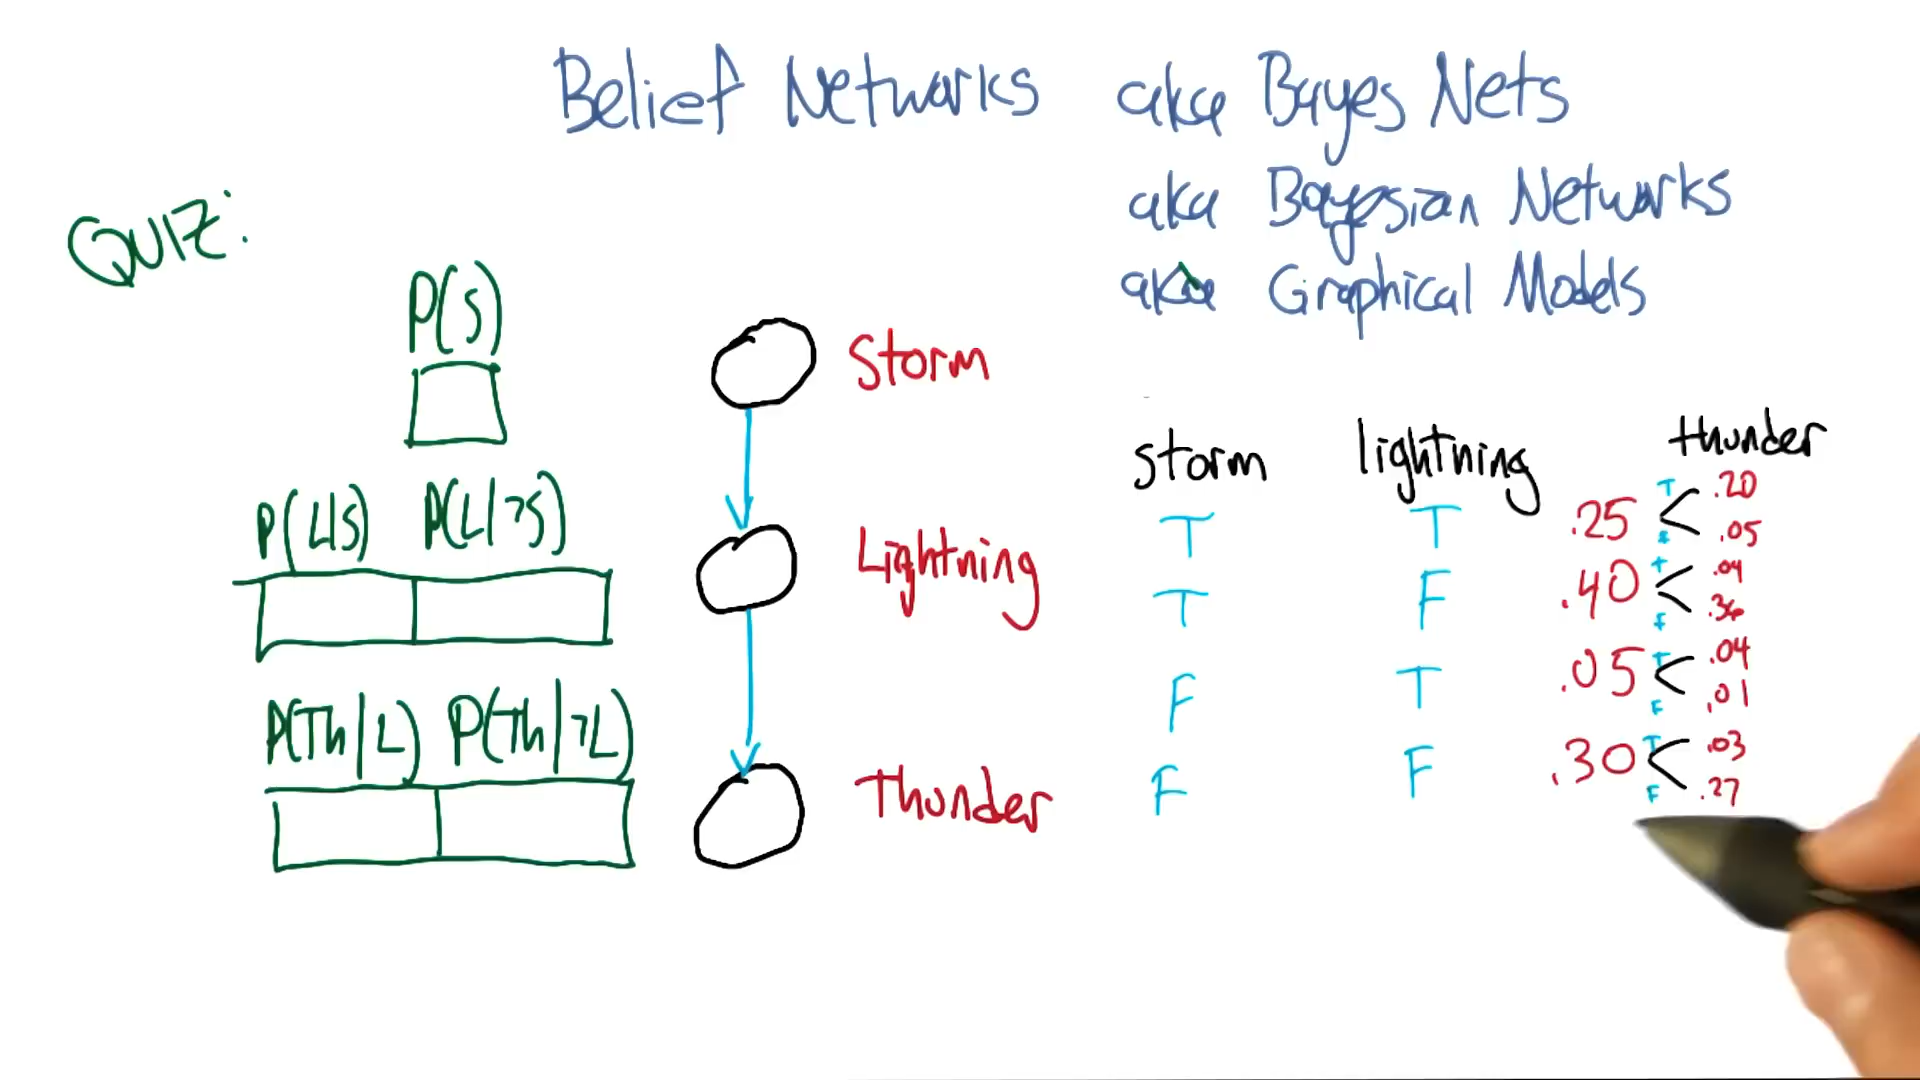 Belief Networks aka Bayes Nets
aka Bayesian Networks
aka Graphical Models
QUIZ:
P(S)
Storm
P(L|S) P(L|¬S)
Lightning
P(Th|L) P(Th|¬L)
Thunder
storm lightning thunder
T T .25 T .20
F .05
T F .40 T .04
F .36
F T .05 T .04
F .01
F F .30 T .03
F .27